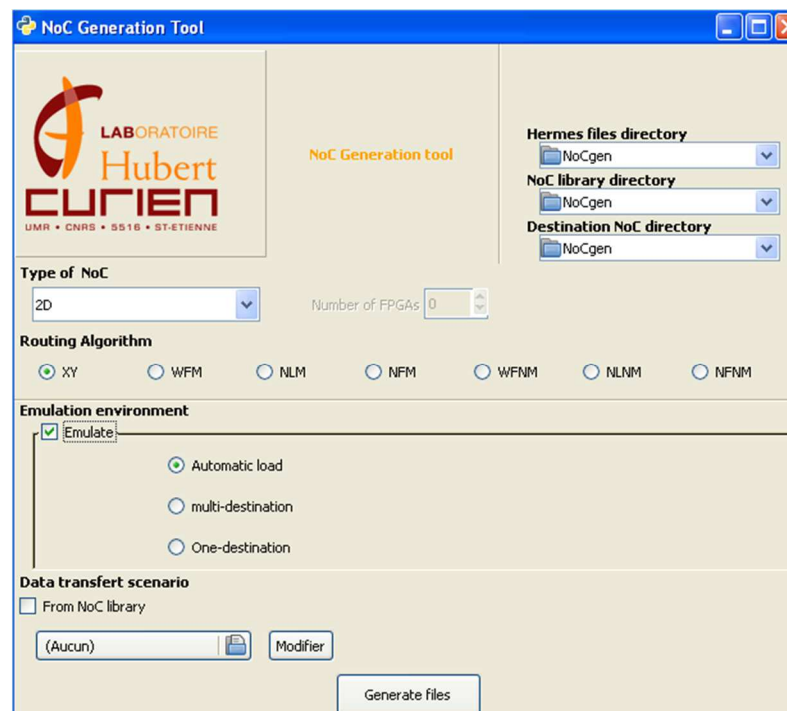 NoC Generation Tool
LABORATOIRE
Hubert
CURIEN
UMR • CNRS • 5516 • ST-ETIENNE
NoC Generation tool
Hermes files directory
NoCgen
NoC library directory
NoCgen
Destination NoC directory
NoCgen
Type of NoC
2D
Number of FPGAs 0
Routing Algorithm
XY WFM NLM NFM WFNM NLNM NFNM
Emulation environment
Emulate
Automatic load
multi-destination
One-destination
Data transfert scenario
From NoC library
(Aucun) Modifier
Generate files